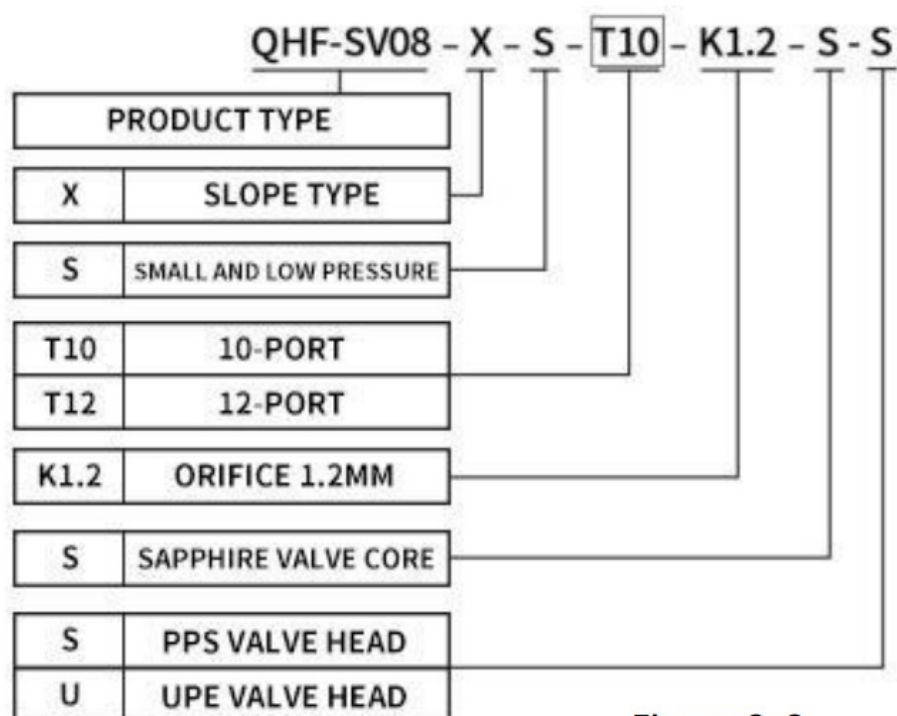 QHF-SV08 - X - S - T10 - K1.2 - S - S
PRODUCT TYPE
X SLOPE TYPE
S SMALL AND LOW PRESSURE
T10 10-PORT
T12 12-PORT
K1.2 ORIFICE 1.2MM
S SAPPHIRE VALVE CORE
S PPS VALVE HEAD
U UPE VALVE HEAD